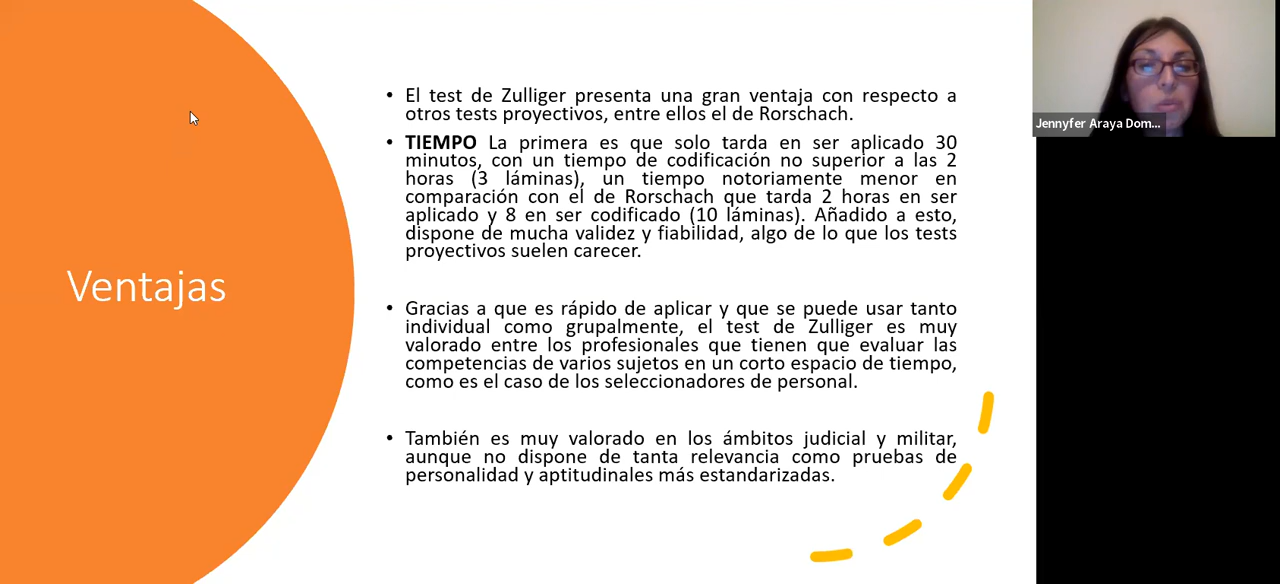 Ventajas
• El test de Zulliger presenta una gran ventaja con respecto a
otros tests proyectivos, entre ellos el de Rorschach.
• TIEMPO La primera es que solo tarda en ser aplicado 30
minutos, con un tiempo de codificación no superior a las 2
horas (3 láminas), un tiempo notoriamente menor en
comparación con el de Rorschach que tarda 2 horas en ser
aplicado y 8 en ser codificado (10 láminas). Añadido a esto,
dispone de mucha validez y fiabilidad, algo de lo que los tests
proyectivos suelen carecer.
• Gracias a que es rápido de aplicar y que se puede usar tanto
individual como grupalmente, el test de Zulliger es muy
valorado entre los profesionales que tienen que evaluar las
competencias de varios sujetos en un corto espacio de tiempo,
como es el caso de los seleccionadores de personal.
• También es muy valorado en los ámbitos judicial y militar,
aunque no dispone de tanta relevancia como pruebas de
personalidad y aptitudinales más estandarizadas.
Jennyfer Araya Dom...